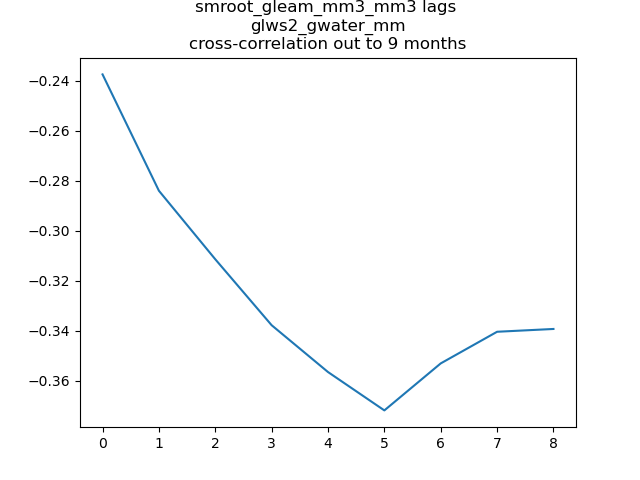 smroot_gleam_mm3_mm3 lags
glws2_gwater_mm
cross-correlation out to 9 months
−0.24
−0.26
−0.28
−0.30
−0.32
−0.34
−0.36
0 1 2 3 4 5 6 7 8